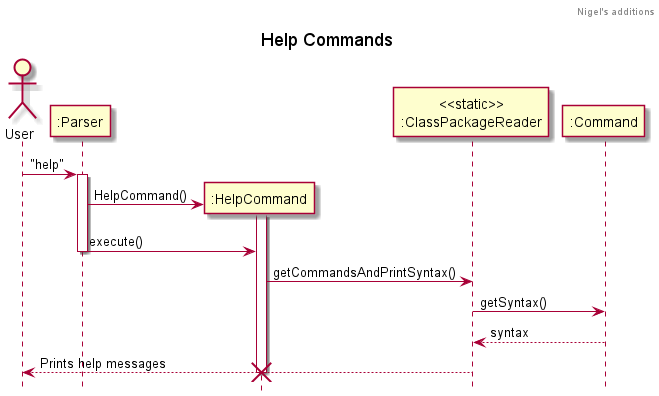 Nigel's additions
Help Commands
User
:Parser
<<static>>
:ClassPackageReader
:Command
"help"
HelpCommand()
:HelpCommand
execute()
getCommandsAndPrintSyntax()
getSyntax()
syntax
Prints help messages